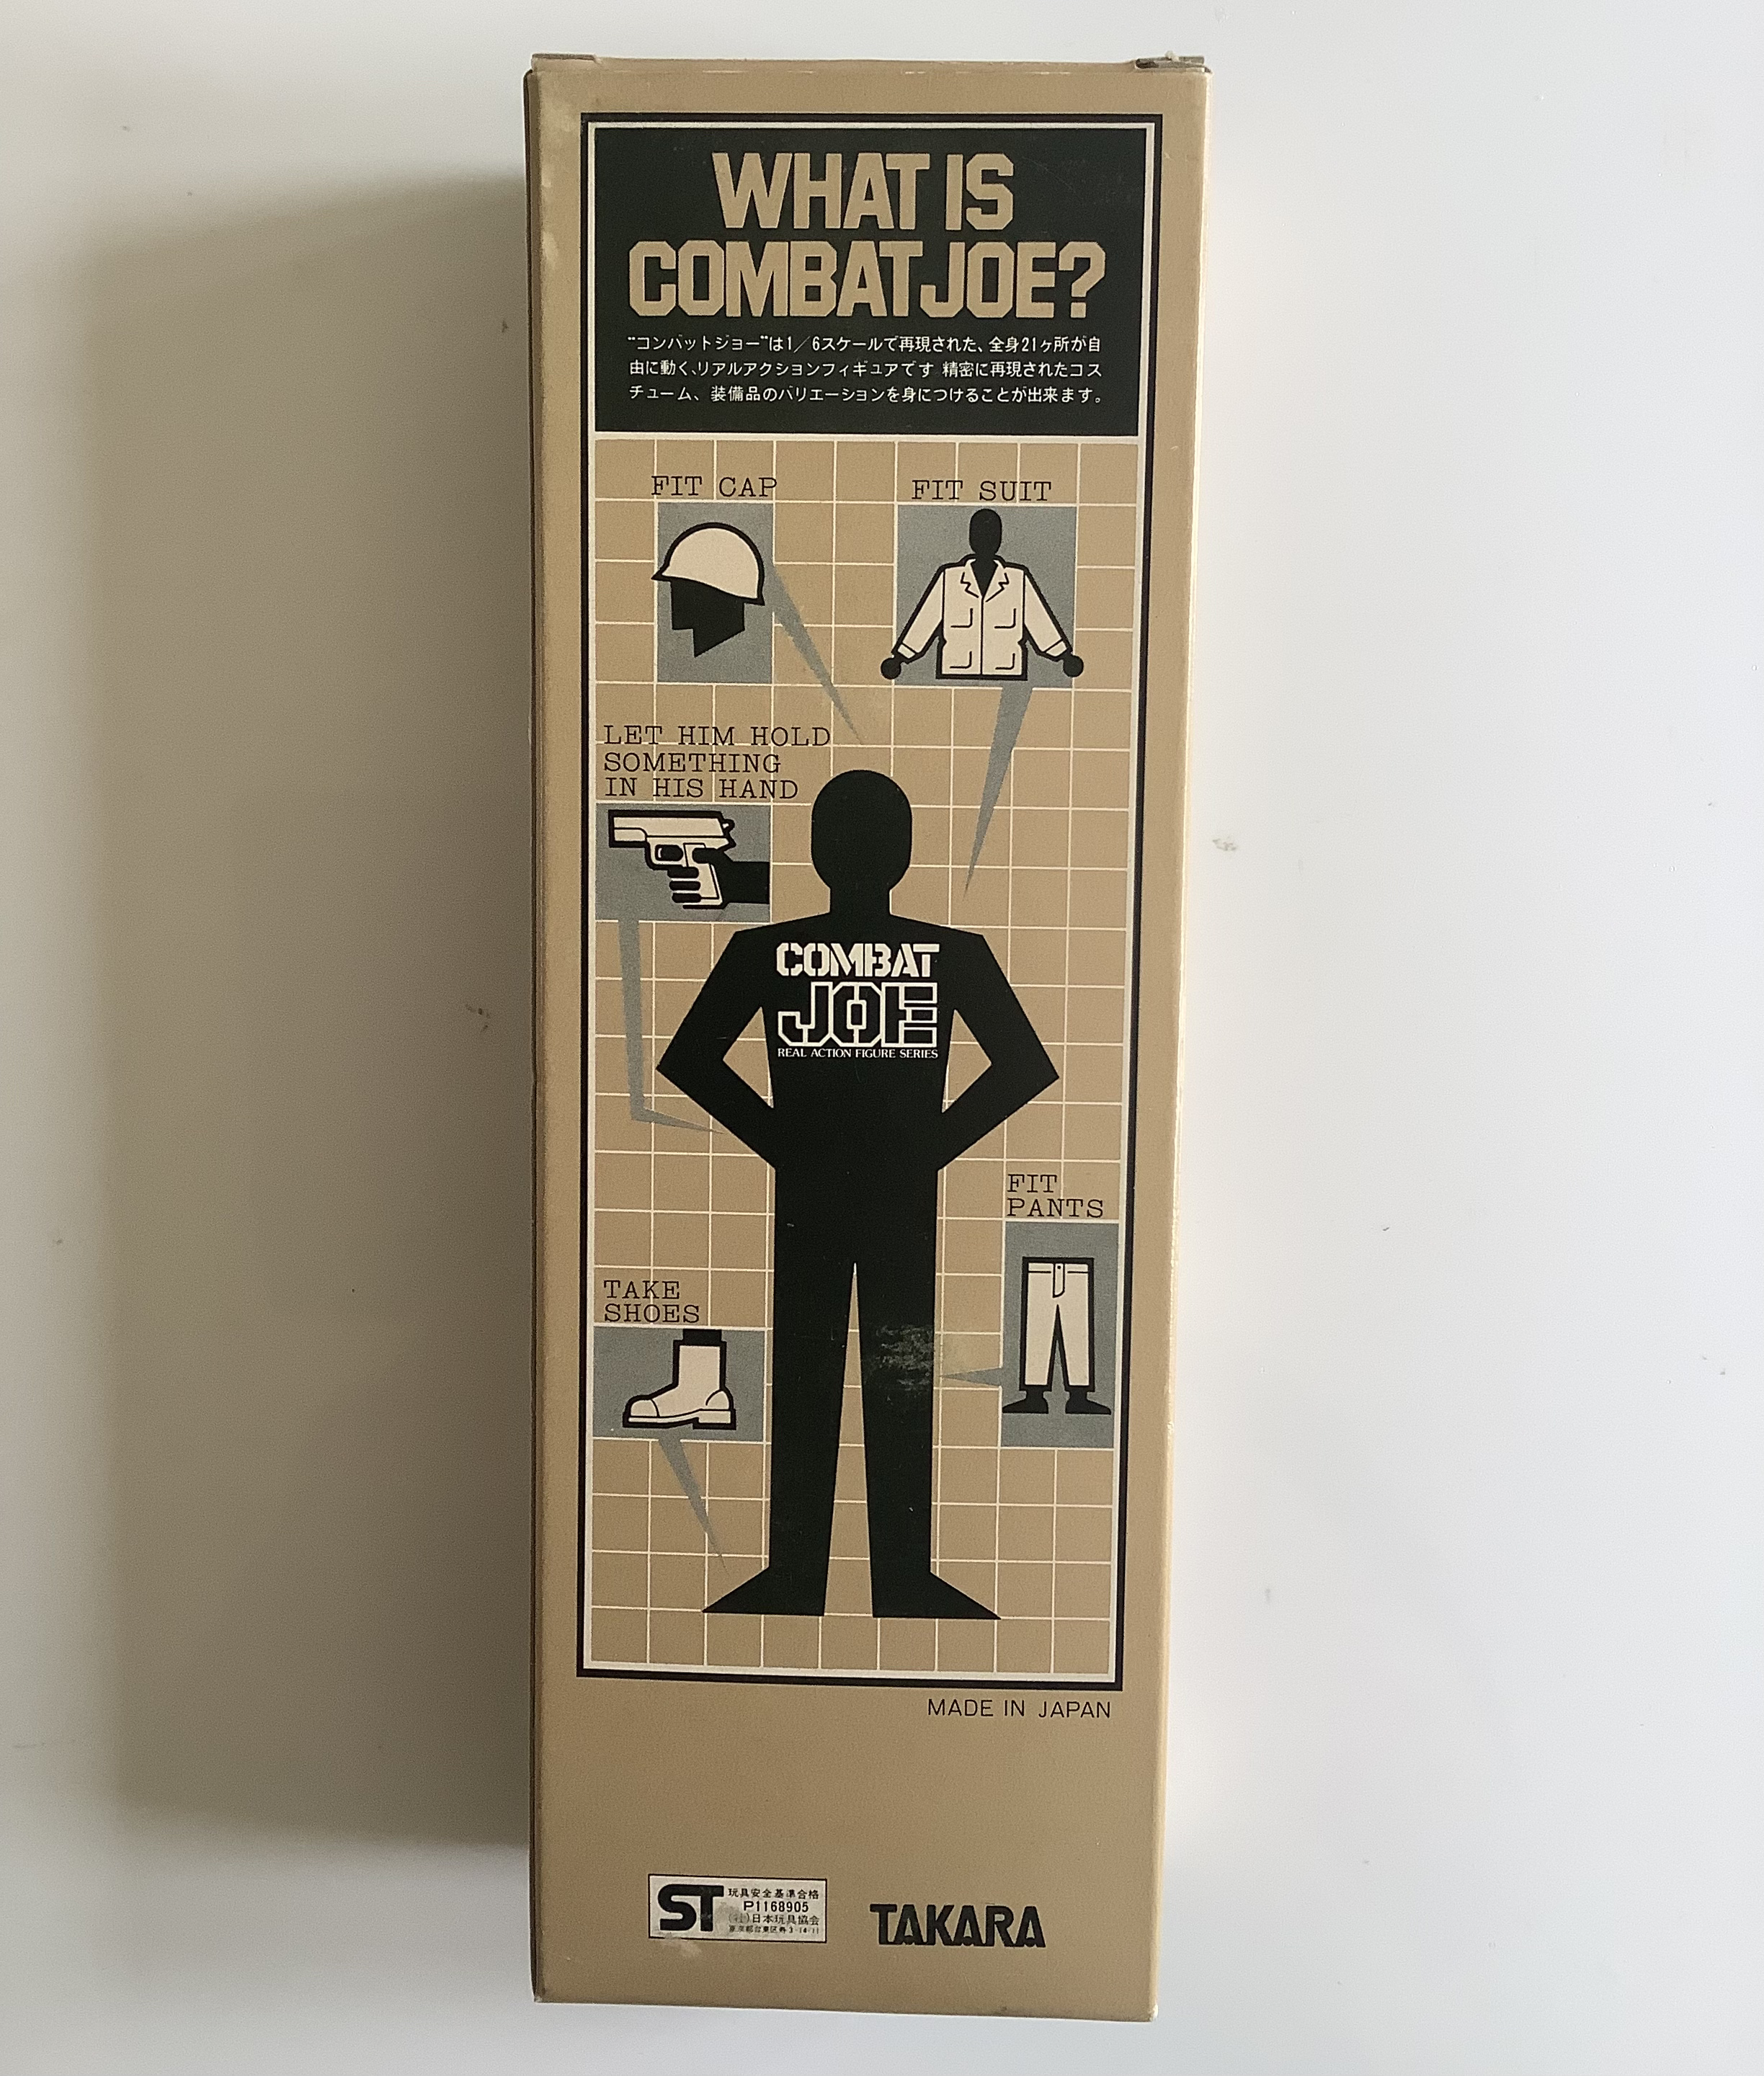 WHAT IS
COMBAT JOE?
"コンバットジョー"は1/6スケールで再現された、全身21ヶ所が自
由に動く、リアルアクションフィギュアです 精密に再現されたコス
チューム、装備品のバリエーションを身につけることが出来ます。
FIT CAP
FIT SUIT
LET HIM HOLD
SOMETHING
IN HIS HAND
COMBAT
JOE
REAL ACTION FIGURE SERIES
FIT
PANTS
TAKE
SHOES
MADE IN JAPAN
ST
玩具安全基準合格
P1168905
(社)日本玩具協会
TAKARA